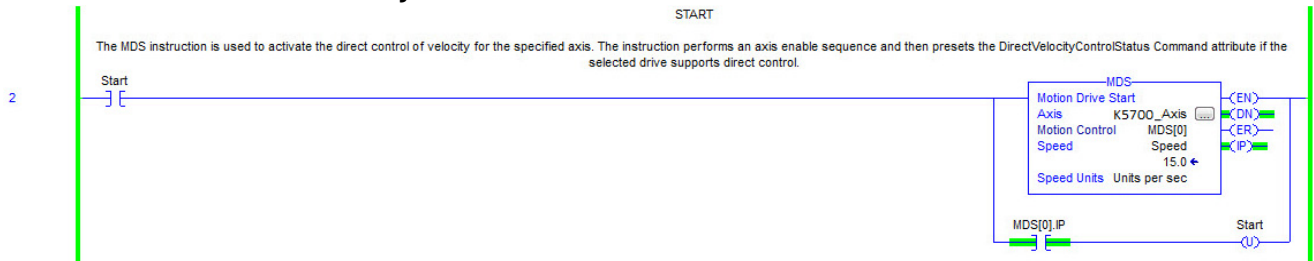 START
The MDS instruction is used to activate the direct control of velocity for the specified axis. The instruction performs an axis enable sequence and then presets the DirectVelocityControlStatus Command attribute if the
selected drive supports direct control.
Start
2
MDS
Motion Drive Start
Axis K5700_Axis ...
Motion Control MDS[0]
Speed Speed
15.0
Speed Units Units per sec
EN
DN
ER
IP
MDS[0].IP
Start
U